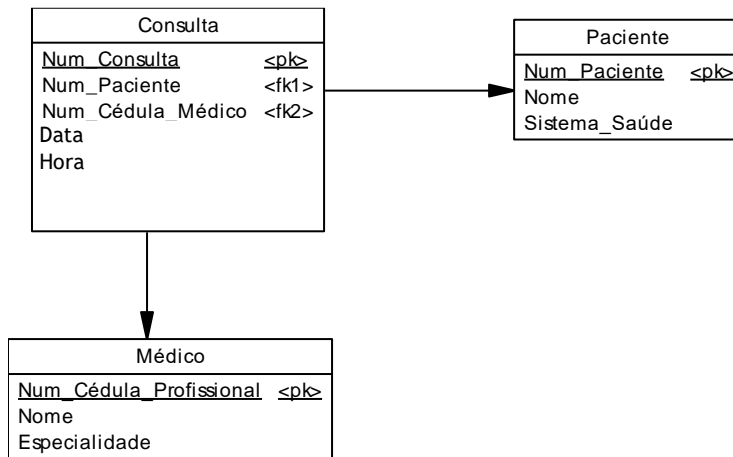 Consulta
Num_Consulta <pk>
Num_Paciente <fk1>
Num_Cédula_Médico <fk2>
Data
Hora
Paciente
Num_Paciente <pk>
Nome
Sistema_Saúde
Médico
Num_Cédula_Profissional <pk>
Nome
Especialidade